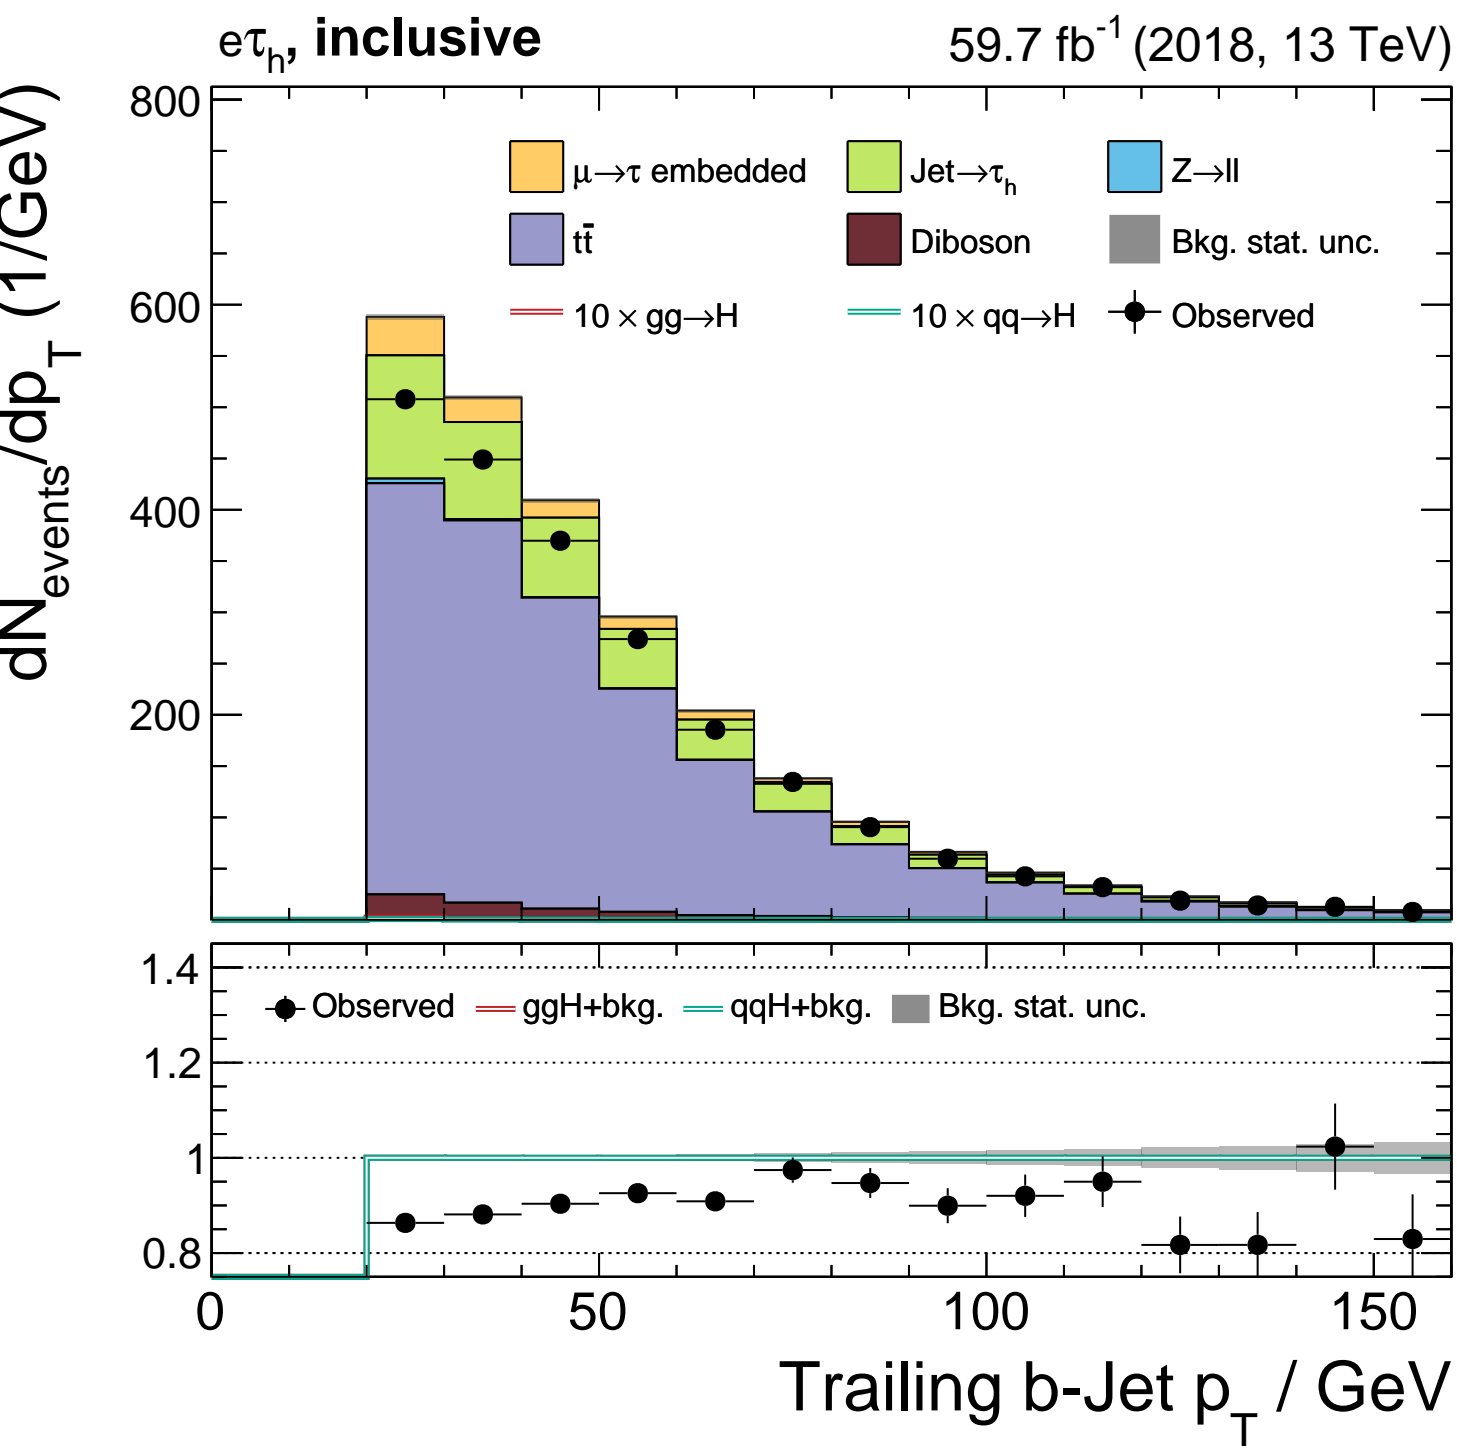 eτh, inclusive 59.7 fb-1 (2018, 13 TeV)
dNevents/dpT (1/GeV)
800
600
400
200
μ→τ embedded Jet→τh Z→ll
tt̄ Diboson Bkg. stat. unc.
10 × gg→H 10 × qq→H Observed
1.4
1.2
1
0.8
Observed ggH+bkg. qqH+bkg. Bkg. stat. unc.
0 50 100 150
Trailing b-Jet pT / GeV